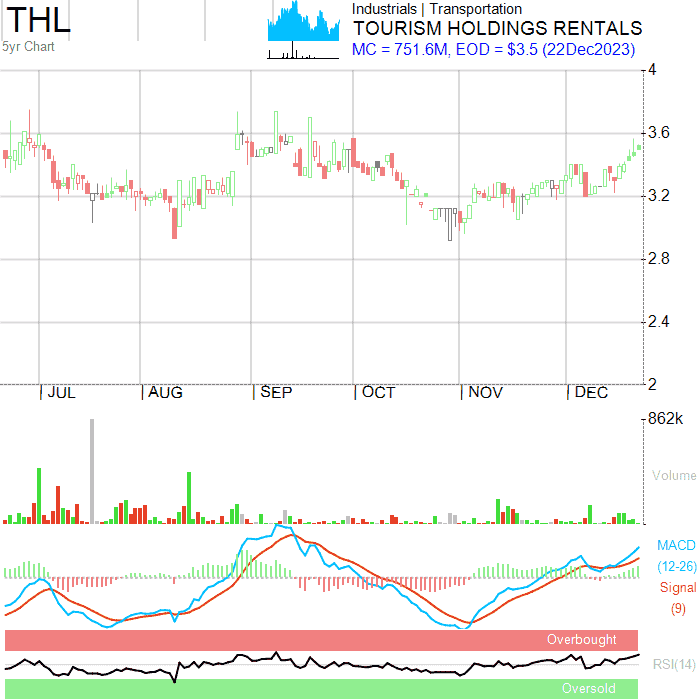 THL
5yr Chart
Industrials | Transportation
TOURISM HOLDINGS RENTALS
MC = 751.6M, EOD = $3.5 (22Dec2023)
4
3.6
3.2
2.8
2.4
2
| JUL | AUG | SEP | OCT | NOV | DEC
862k
Volume
MACD
(12-26)
Signal
(9)
Overbought
RSI(14)
Oversold